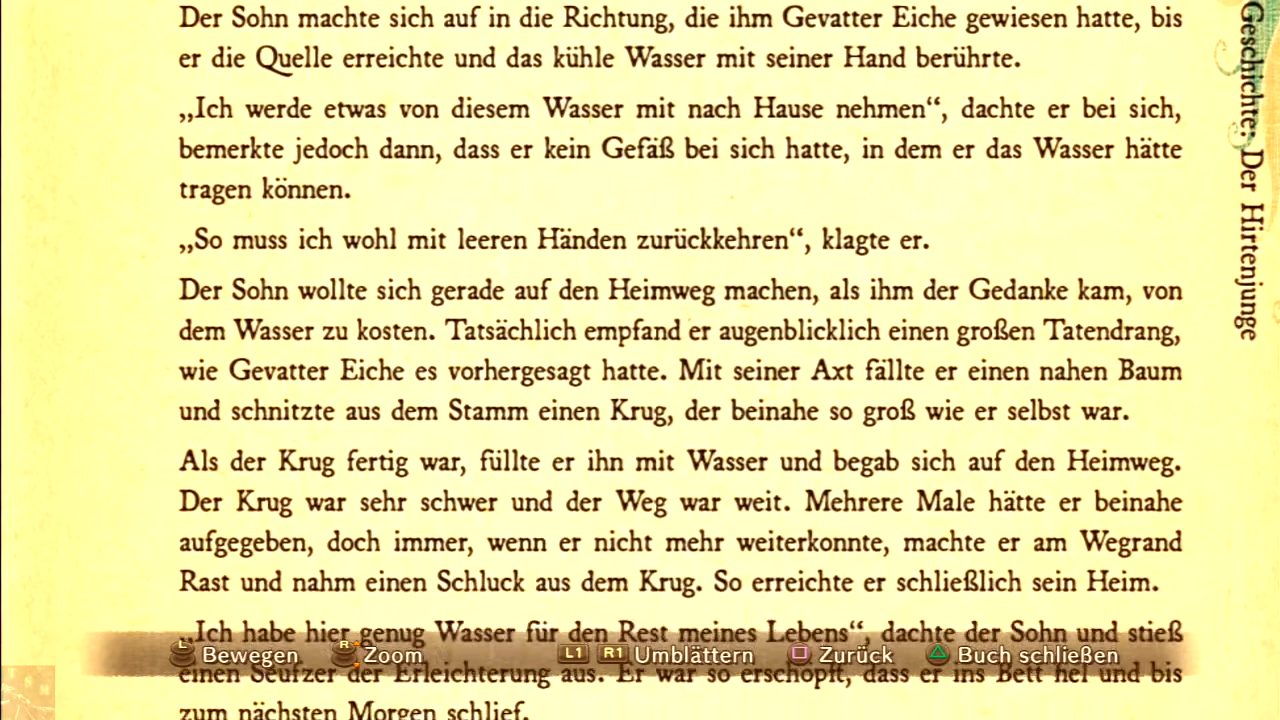 Der Sohn machte sich auf in die Richtung, die ihm Gevatter Eiche gewiesen hatte, bis
er die Quelle erreichte und das kühle Wasser mit seiner Hand berührte.
„Ich werde etwas von diesem Wasser mit nach Hause nehmen“, dachte er bei sich,
bemerkte jedoch dann, dass er kein Gefäß bei sich hatte, in dem er das Wasser hätte
tragen können.
„So muss ich wohl mit leeren Händen zurückkehren“, klagte er.
Der Sohn wollte sich gerade auf den Heimweg machen, als ihm der Gedanke kam, von
dem Wasser zu kosten. Tatsächlich empfand er augenblicklich einen großen Tatendrang,
wie Gevatter Eiche es vorhergesagt hatte. Mit seiner Axt fällte er einen nahen Baum
und schnitzte aus dem Stamm einen Krug, der beinahe so groß wie er selbst war.
Als der Krug fertig war, füllte er ihn mit Wasser und begab sich auf den Heimweg.
Der Krug war sehr schwer und der Weg war weit. Mehrere Male hätte er beinahe
aufgegeben, doch immer, wenn er nicht mehr weiterkonnte, machte er am Wegrand
Rast und nahm einen Schluck aus dem Krug. So erreichte er schließlich sein Heim.
„Ich habe hier genug Wasser für den Rest meines Lebens“, dachte der Sohn und stieß
einen Seufzer der Erleichterung aus. Er war so erschöpft, dass er ins Bett fiel und bis
zum nächsten Morgen schlief.
Geschichte: Der Hirtenjunge
L Bewegen R Zoom L1 R1 Umblättern Zurück Buch schließen